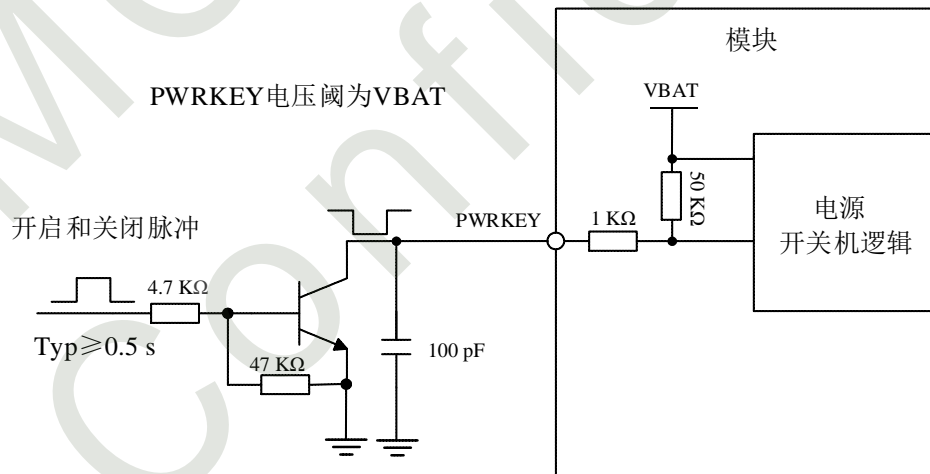 模块
PWRKEY电压阈为VBAT
VBAT
50 KΩ
开启和关闭脉冲
PWRKEY
1 KΩ
电源
开关机逻辑
4.7 KΩ
Typ≥0.5 s
47 KΩ
100 pF